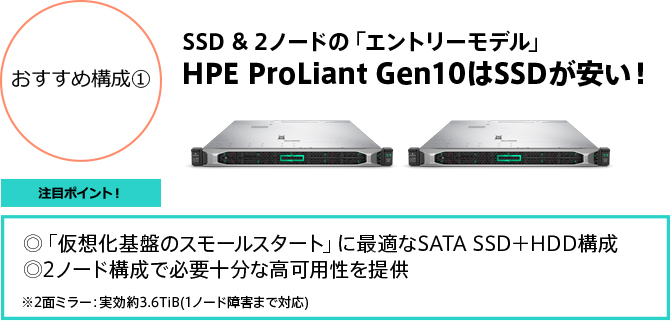 おすすめ構成①
SSD & 2ノードの「エントリーモデル」
HPE ProLiant Gen10はSSDが安い！
注目ポイント！
◎「仮想化基盤のスモールスタート」に最適なSATA SSD＋HDD構成
◎2ノード構成で必要十分な高可用性を提供
※2面ミラー：実効約3.6TiB(1ノード障害まで対応)